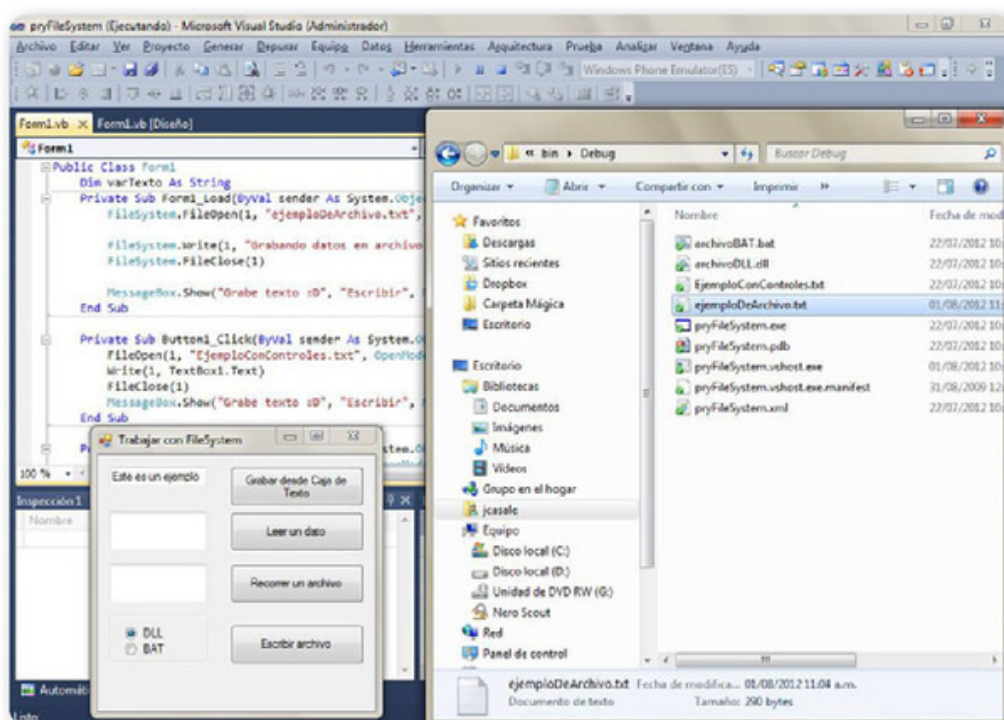 pryFileSystem (Ejecutando) - Microsoft Visual Studio (Administrador)
Archivo Editar Ver Proyecto Generar Depurar Equipo Datos Herramientas Arquitectura Prueba Analizar Ventana Ayuda
Windows Phone Emulator(ES)
Form1.vb Form1.vb [Diseño]
Form1
Public Class Form1
Dim varTexto As String
Private Sub Form1_Load(ByVal sender As System.Obje
FileSystem.FileOpen(1, "ejemploDeArchivo.txt",
FileSystem.Write(1, "Grabando datos en archivo
FileSystem.FileClose(1)
MessageBox.Show("Grabe texto :D", "Escribir",
End Sub
Private Sub Button1_Click(ByVal sender As System.O
FileOpen(1, "EjemploConControles.txt", OpenMod
Write(1, TextBox1.Text)
FileClose(1)
MessageBox.Show("Grabe texto :D", "Escribir",
End Sub
100 %
Inspección 1
Nombre
Automáti
Listo
Trabajar con FileSystem
Este es un ejemplo
Grabar desde Caja de Texto
Leer un dato
Recorrer un archivo
DLL
BAT
Escribir archivo
« bin Debug
Buscar Debug
Organizar Abrir Compartir con Imprimir »
Favoritos
Descargas
Sitios recientes
Dropbox
Carpeta Mágica
Escritorio
Escritorio
Bibliotecas
Documentos
Imágenes
Música
Vídeos
Grupo en el hogar
jcasale
Equipo
Disco local (C:)
Disco local (D:)
Unidad de DVD RW (G:)
Nero Scout
Red
Panel de control
Nombre Fecha de mod
archivoBAT.bat 22/07/2012 10:
archivoDLL.dll 22/07/2012 10:
EjemploConControles.txt 22/07/2012 10:
ejemploDeArchivo.txt 01/08/2012 11:
pryFileSystem.exe 22/07/2012 10:
pryFileSystem.pdb 22/07/2012 10:
pryFileSystem.vshost.exe 01/08/2012 10:
pryFileSystem.vshost.exe.manifest 31/08/2009 12:
pryFileSystem.xml 22/07/2012 10:
ejemploDeArchivo.txt Fecha de modifica... 01/08/2012 11:04 a.m.
Documento de texto Tamaño: 290 bytes